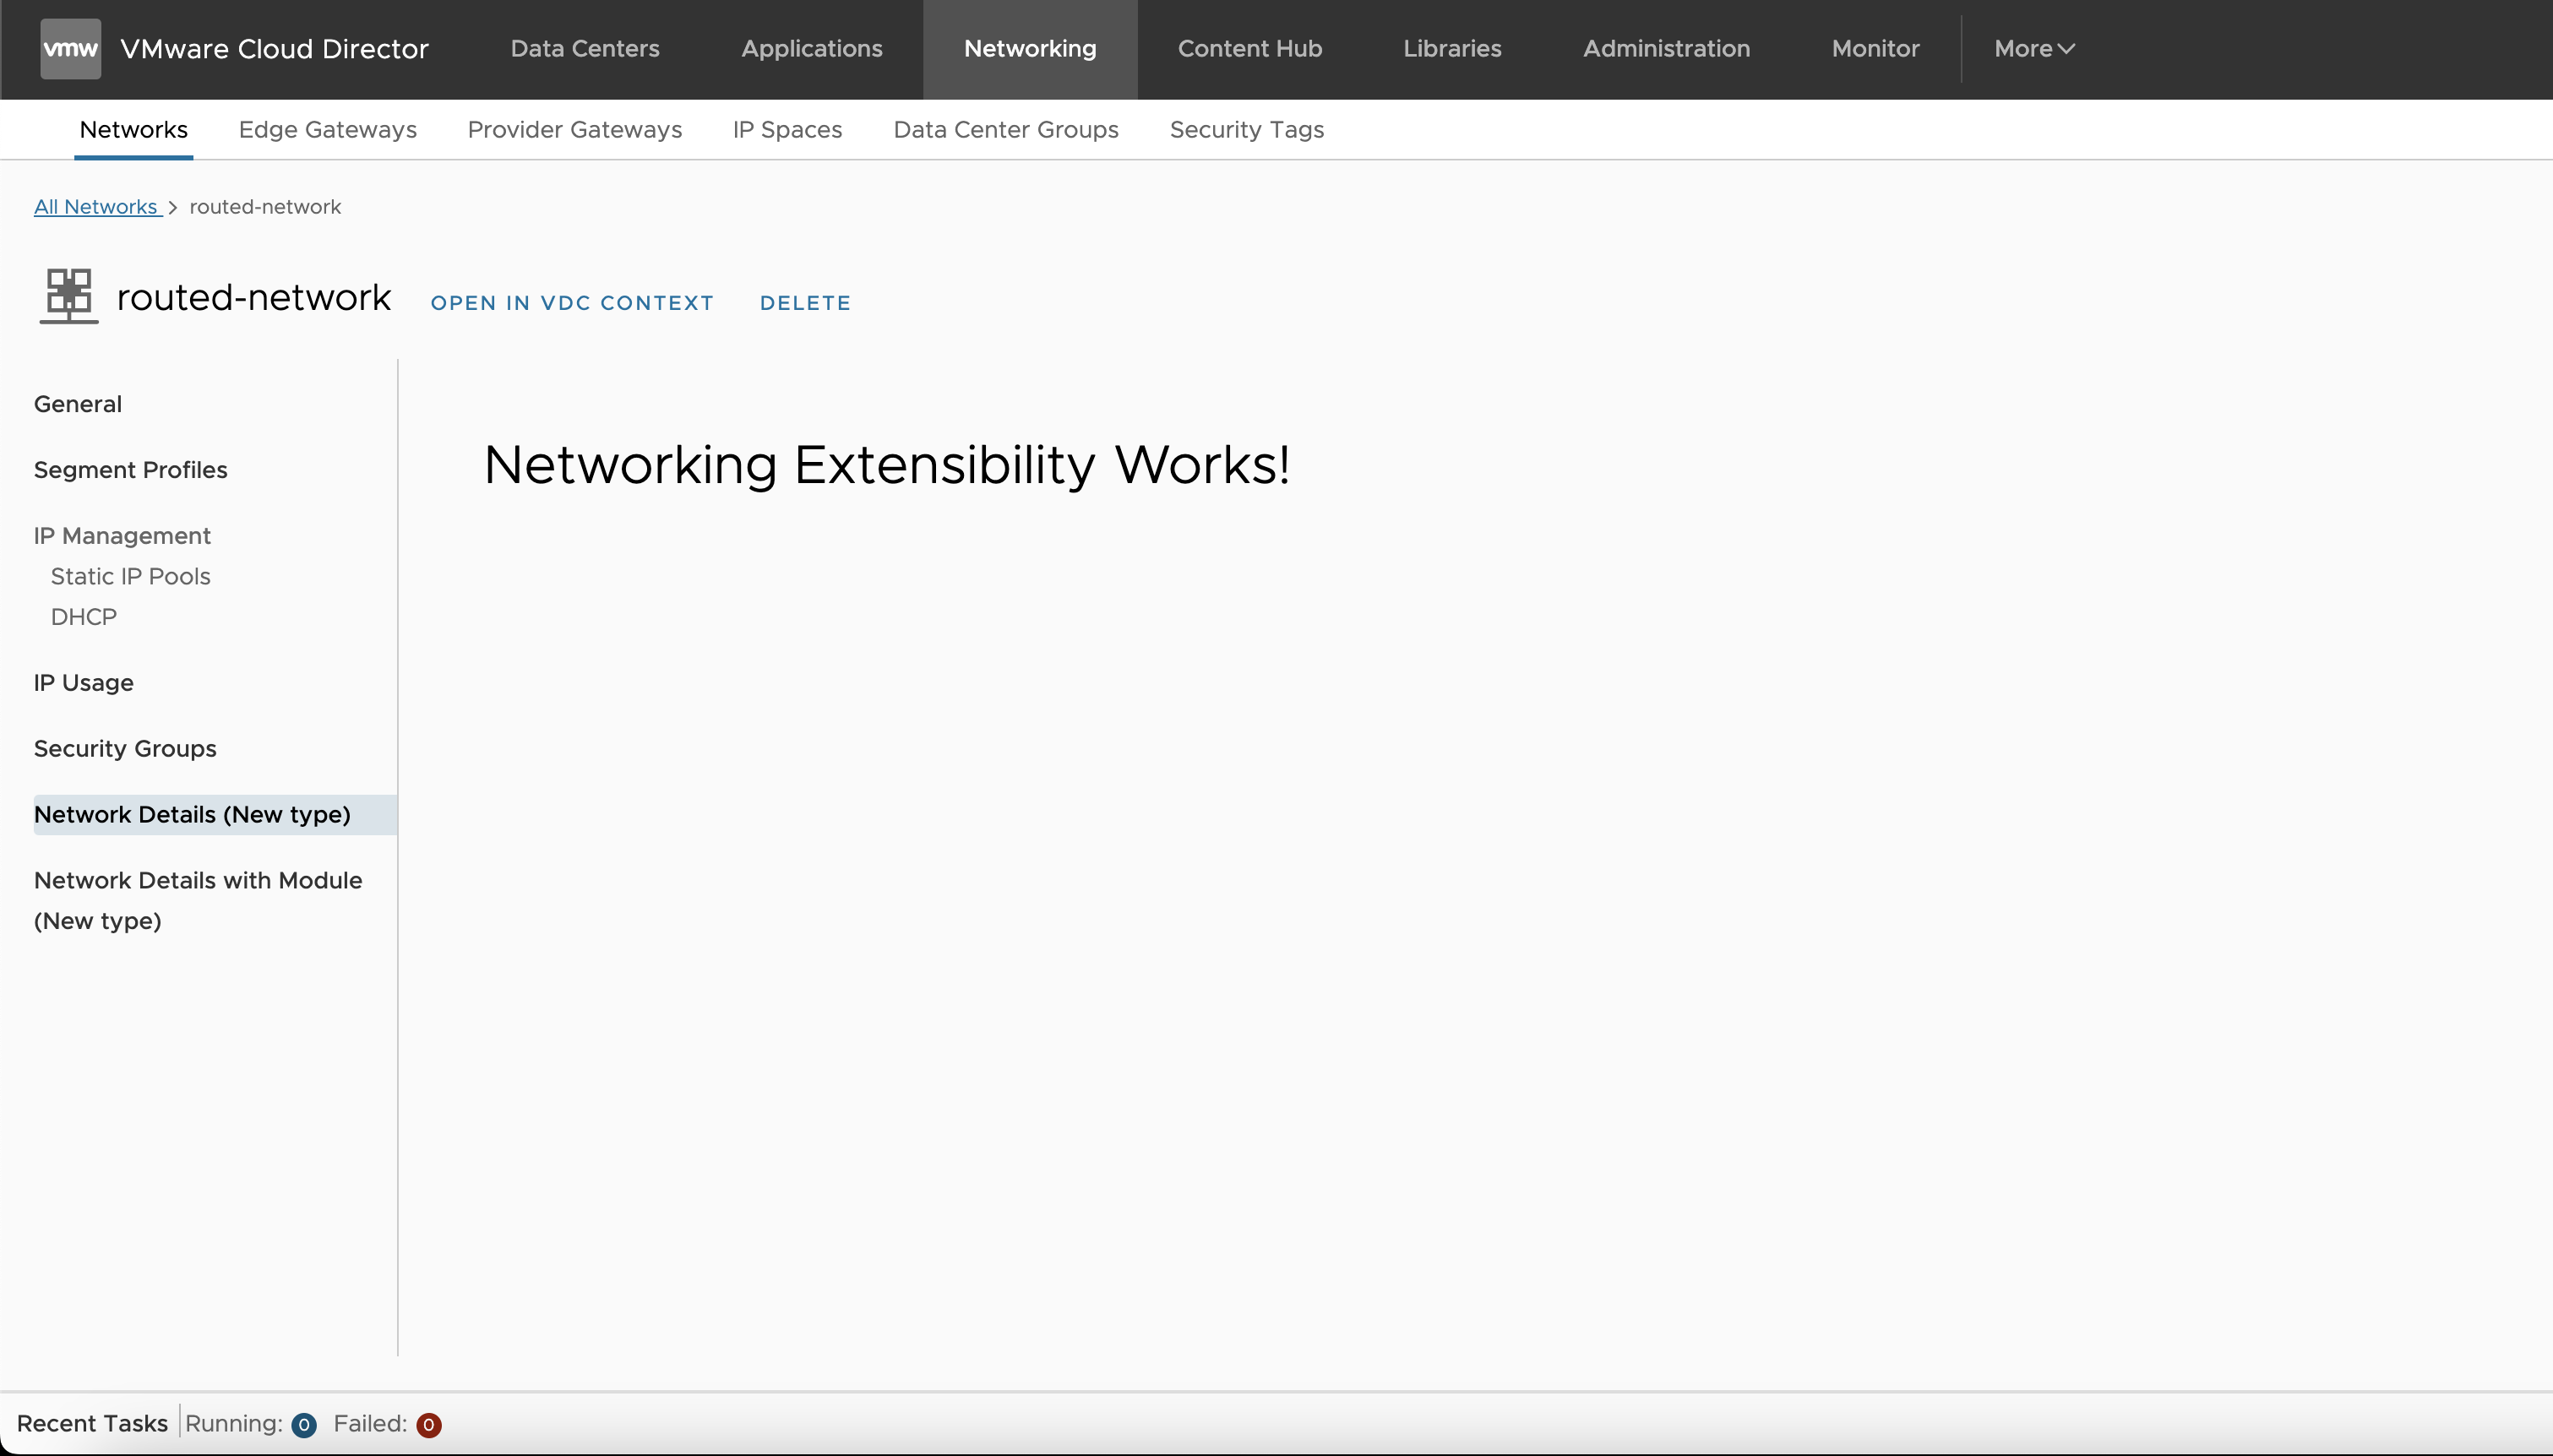 vmw VMware Cloud Director Data Centers Applications Networking Content Hub Libraries Administration Monitor More
Networks Edge Gateways Provider Gateways IP Spaces Data Center Groups Security Tags
All Networks > routed-network
routed-network OPEN IN VDC CONTEXT DELETE
General
Segment Profiles
IP Management
Static IP Pools
DHCP
IP Usage
Security Groups
Network Details (New type)
Network Details with Module
(New type)
Networking Extensibility Works!
Recent Tasks Running: 0 Failed: 0